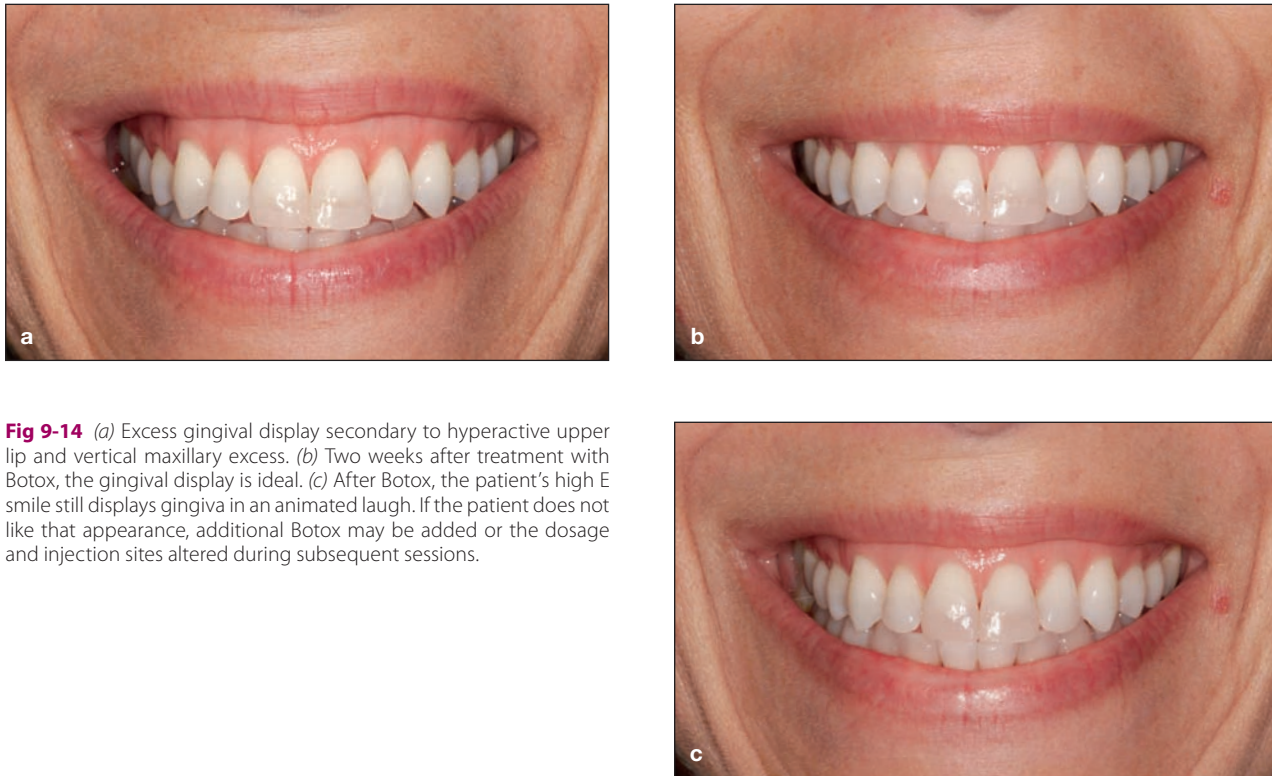 a
b
Fig 9-14 (a) Excess gingival display secondary to hyperactive upper
lip and vertical maxillary excess. (b) Two weeks after treatment with
Botox, the gingival display is ideal. (c) After Botox, the patient's high E
smile still displays gingiva in an animated laugh. If the patient does not
like that appearance, additional Botox may be added or the dosage
and injection sites altered during subsequent sessions.
c